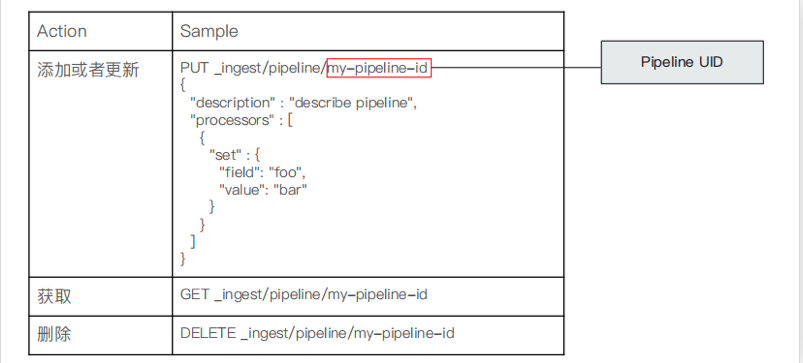 Action Sample
添加或者更新 PUT _ingest/pipeline/my-pipeline-id
Pipeline UID
{
"description" : "describe pipeline",
"processors" : [
{
"set" : {
"field": "foo",
"value": "bar"
}
}
]
}
获取 GET _ingest/pipeline/my-pipeline-id
删除 DELETE _ingest/pipeline/my-pipeline-id